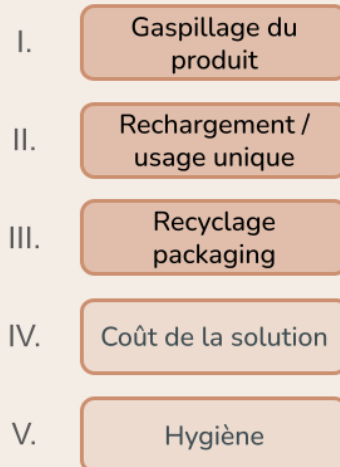 I.
Gaspillage du
produit
II.
Rechargement /
usage unique
III.
Recyclage
packaging
IV.
Coût de la solution
V.
Hygiène